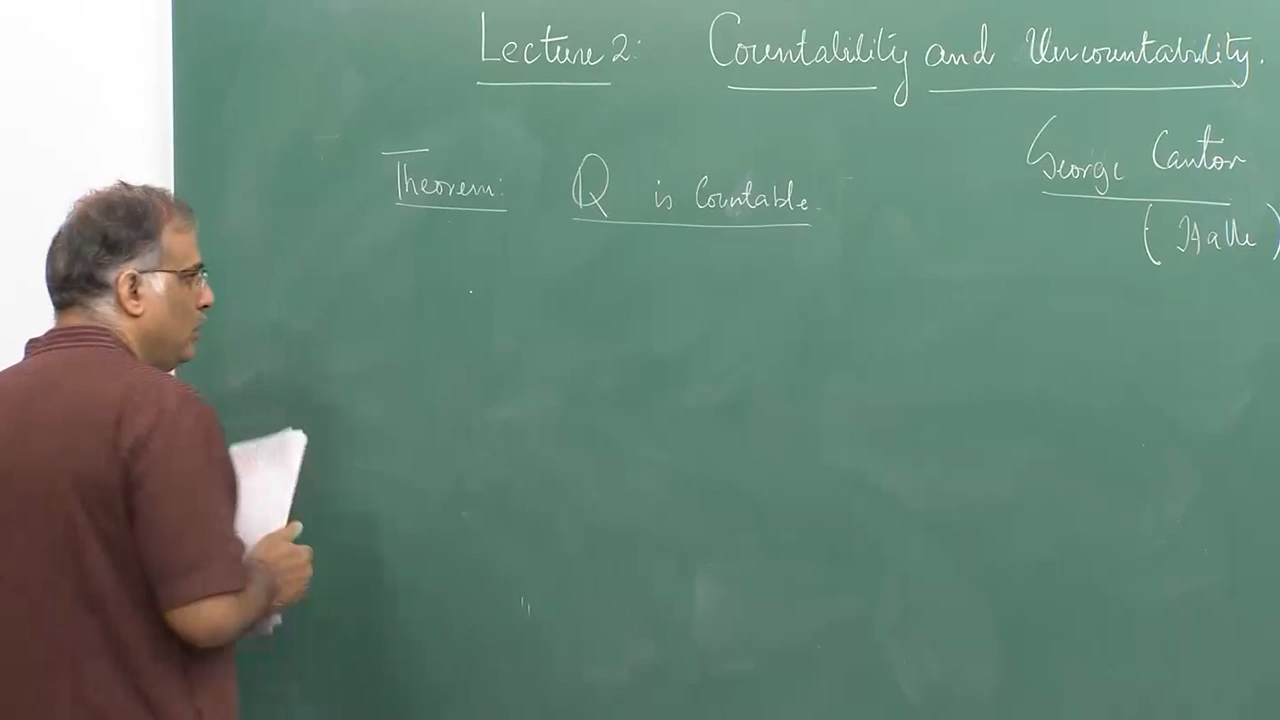 Lecture 2: Countability and Uncountability.
George Cantor
Theorem: Q is Countable.
(Halle)